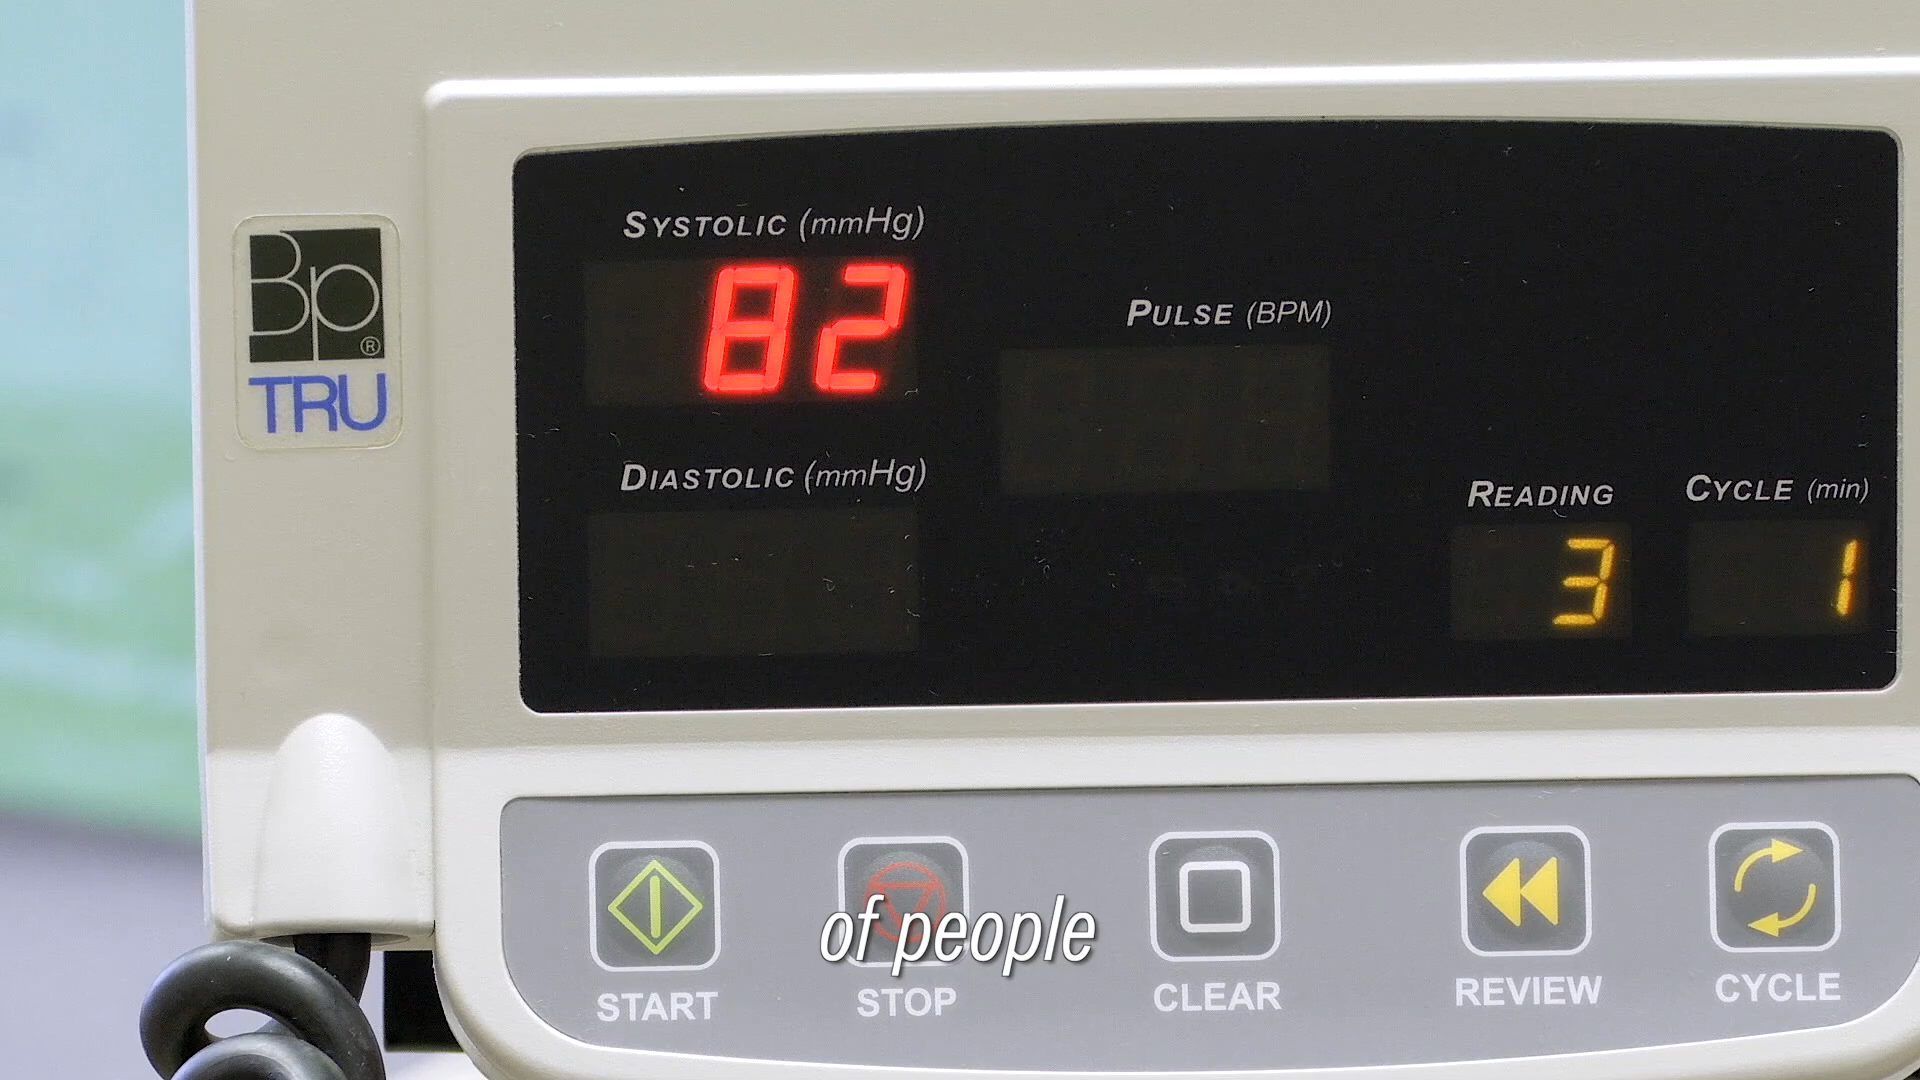 SYSTOLIC (mmHg)
82
PULSE (BPM)
Bp®
TRU
DIASTOLIC (mmHg)
READING
CYCLE (min)
3
1
of people
START
STOP
CLEAR
REVIEW
CYCLE